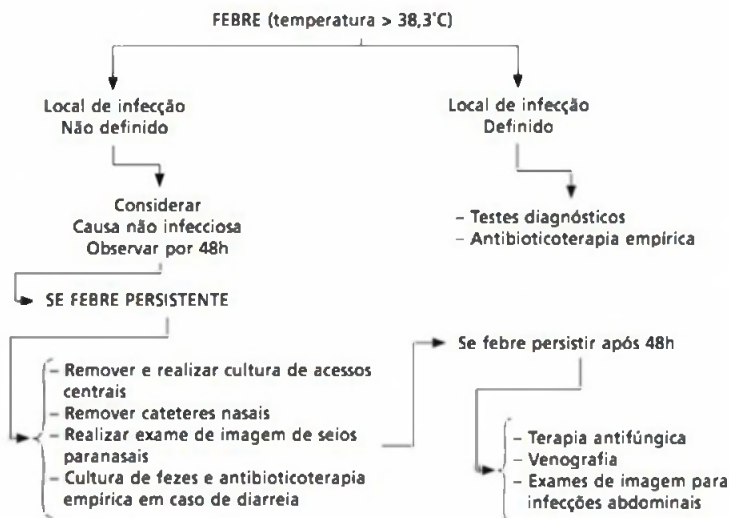 FEBRE (temperatura > 38,3°C)
Local de infecção
Não definido
Local de infecção
Definido
Considerar
Causa não infecciosa
Observar por 48h
– Testes diagnósticos
– Antibioticoterapia empírica
SE FEBRE PERSISTENTE
– Remover e realizar cultura de acessos
centrais
– Remover cateteres nasais
– Realizar exame de imagem de seios
paranasais
– Cultura de fezes e antibioticoterapia
empírica em caso de diarreia
Se febre persistir após 48h
– Terapia antifúngica
– Venografia
– Exames de imagem para
infecções abdominais